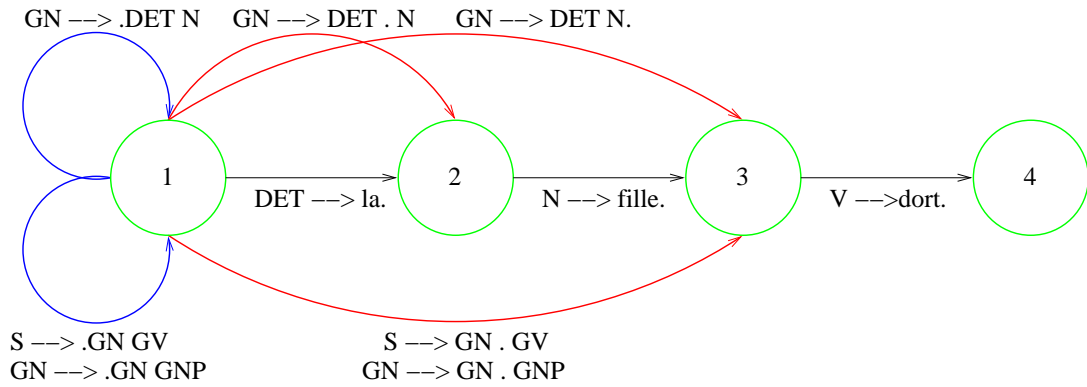 GN −−> .DET N
GN −−> DET . N
GN −−> DET N.
1
2
3
4
DET −−> la.
N −−> fille.
V −−>dort.
S −−> .GN GV
GN −−> .GN GNP
S −−> GN . GV
GN −−> GN . GNP